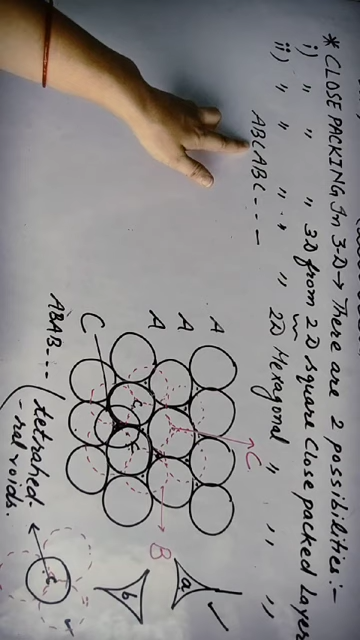 * CLOSE PACKING In 3-D → There are 2 possibilities :-
i) " " " 3D from 2D square close packed Layer
ii) " " " " 2D Hexagonal " " "
ABCABC ---
A
A
A
C
C
B
a
b
c
c
c
ABAB---
tetrahed-
-ral voids.